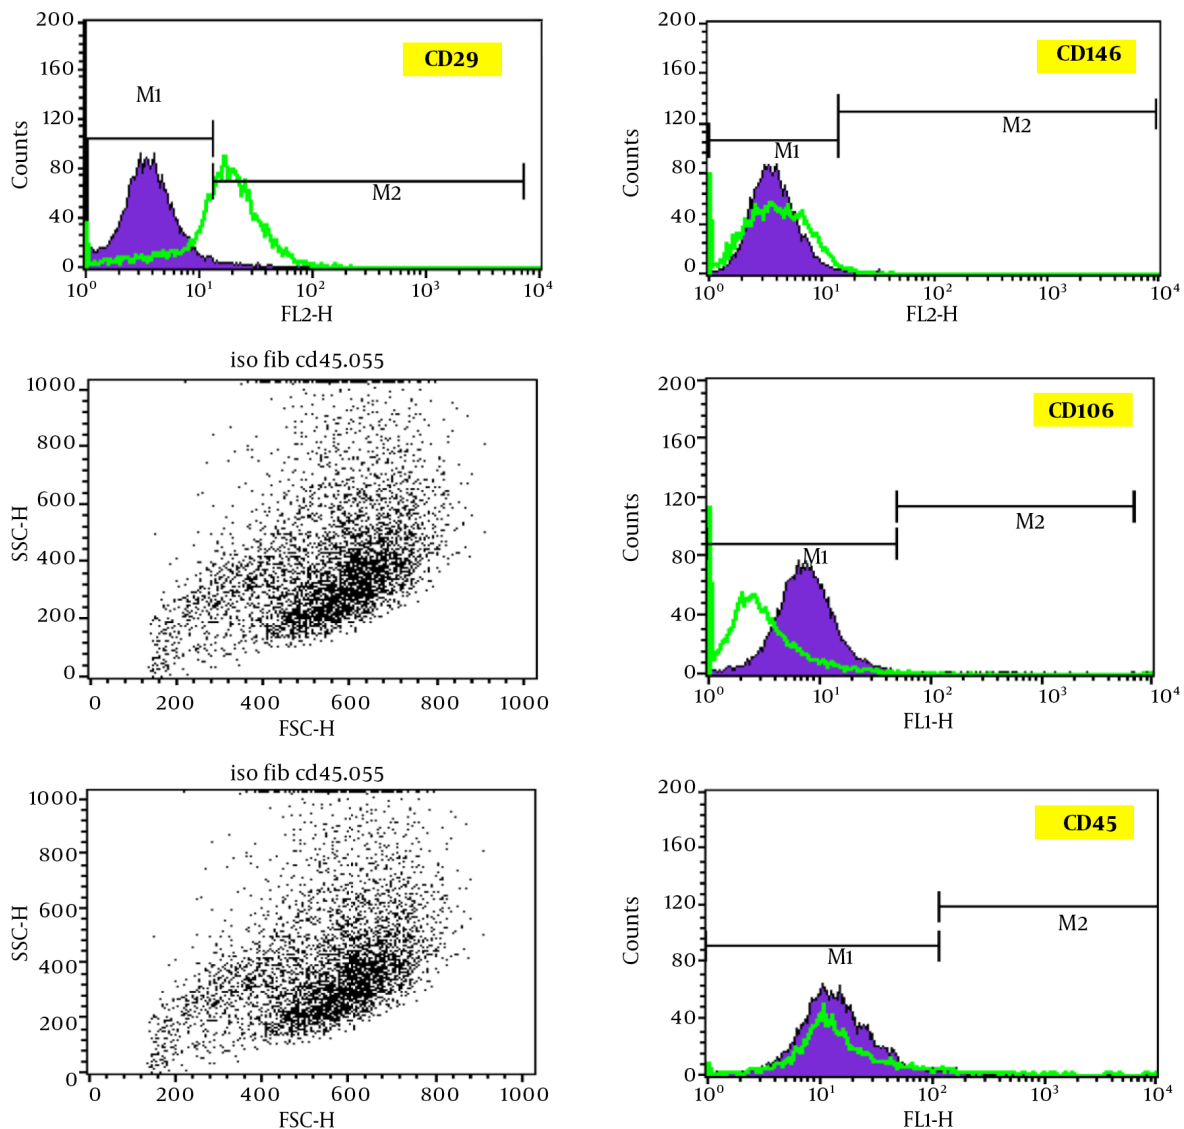 200
160
120
80
40
0
Counts
CD29
M1
M2
10⁰ 10¹ 10² 10³ 10⁴
FL2-H
200
160
120
80
40
0
Counts
CD146
M1
M2
10⁰ 10¹ 10² 10³ 10⁴
FL2-H
iso fib cd45.055
1000
800
600
400
200
0
SSC-H
0 200 400 600 800 1000
FSC-H
200
160
120
80
40
0
Counts
CD106
M1
M2
10⁰ 10¹ 10² 10³ 10⁴
FL1-H
iso fib cd45.055
1000
800
600
400
200
0
SSC-H
0 200 400 600 800 1000
FSC-H
200
160
120
80
40
0
Counts
CD45
M1
M2
10⁰ 10¹ 10² 10³ 10⁴
FL1-H